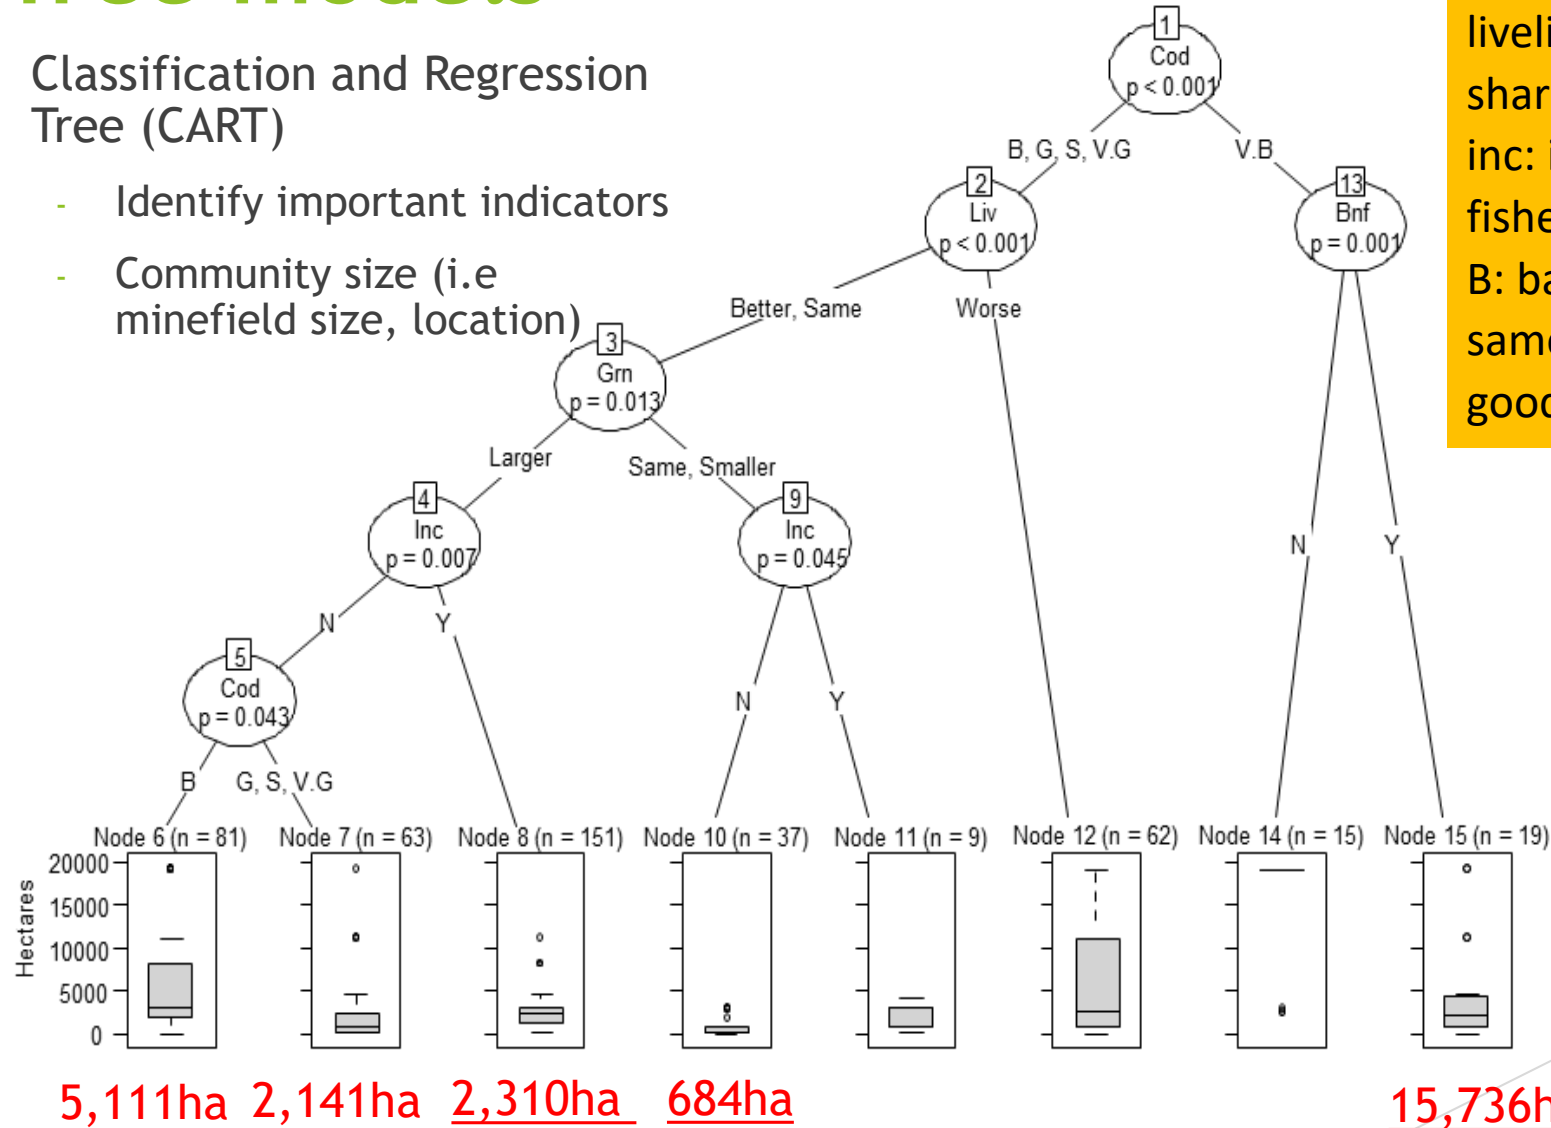 Classification and Regression
Tree (CART)
- Identify important indicators
- Community size (i.e
minefield size, location)
1
Cod
p < 0.001
B, G, S, V.G
V.B
2
Liv
p < 0.001
13
Bnf
p = 0.001
Better, Same
Worse
3
Grn
p = 0.013
Larger
Same, Smaller
4
Inc
p = 0.007
9
Inc
p = 0.045
N
Y
N
Y
N
Y
5
Cod
p = 0.043
B
G, S, V.G
Node 6 (n = 81)
Node 7 (n = 63)
Node 8 (n = 151)
Node 10 (n = 37)
Node 11 (n = 9)
Node 12 (n = 62)
Node 14 (n = 15)
Node 15 (n = 19)
Hectares
20000
15000
10000
5000
0
5,111ha 2,141ha 2,310ha 684ha
15,736h
inc:
B: